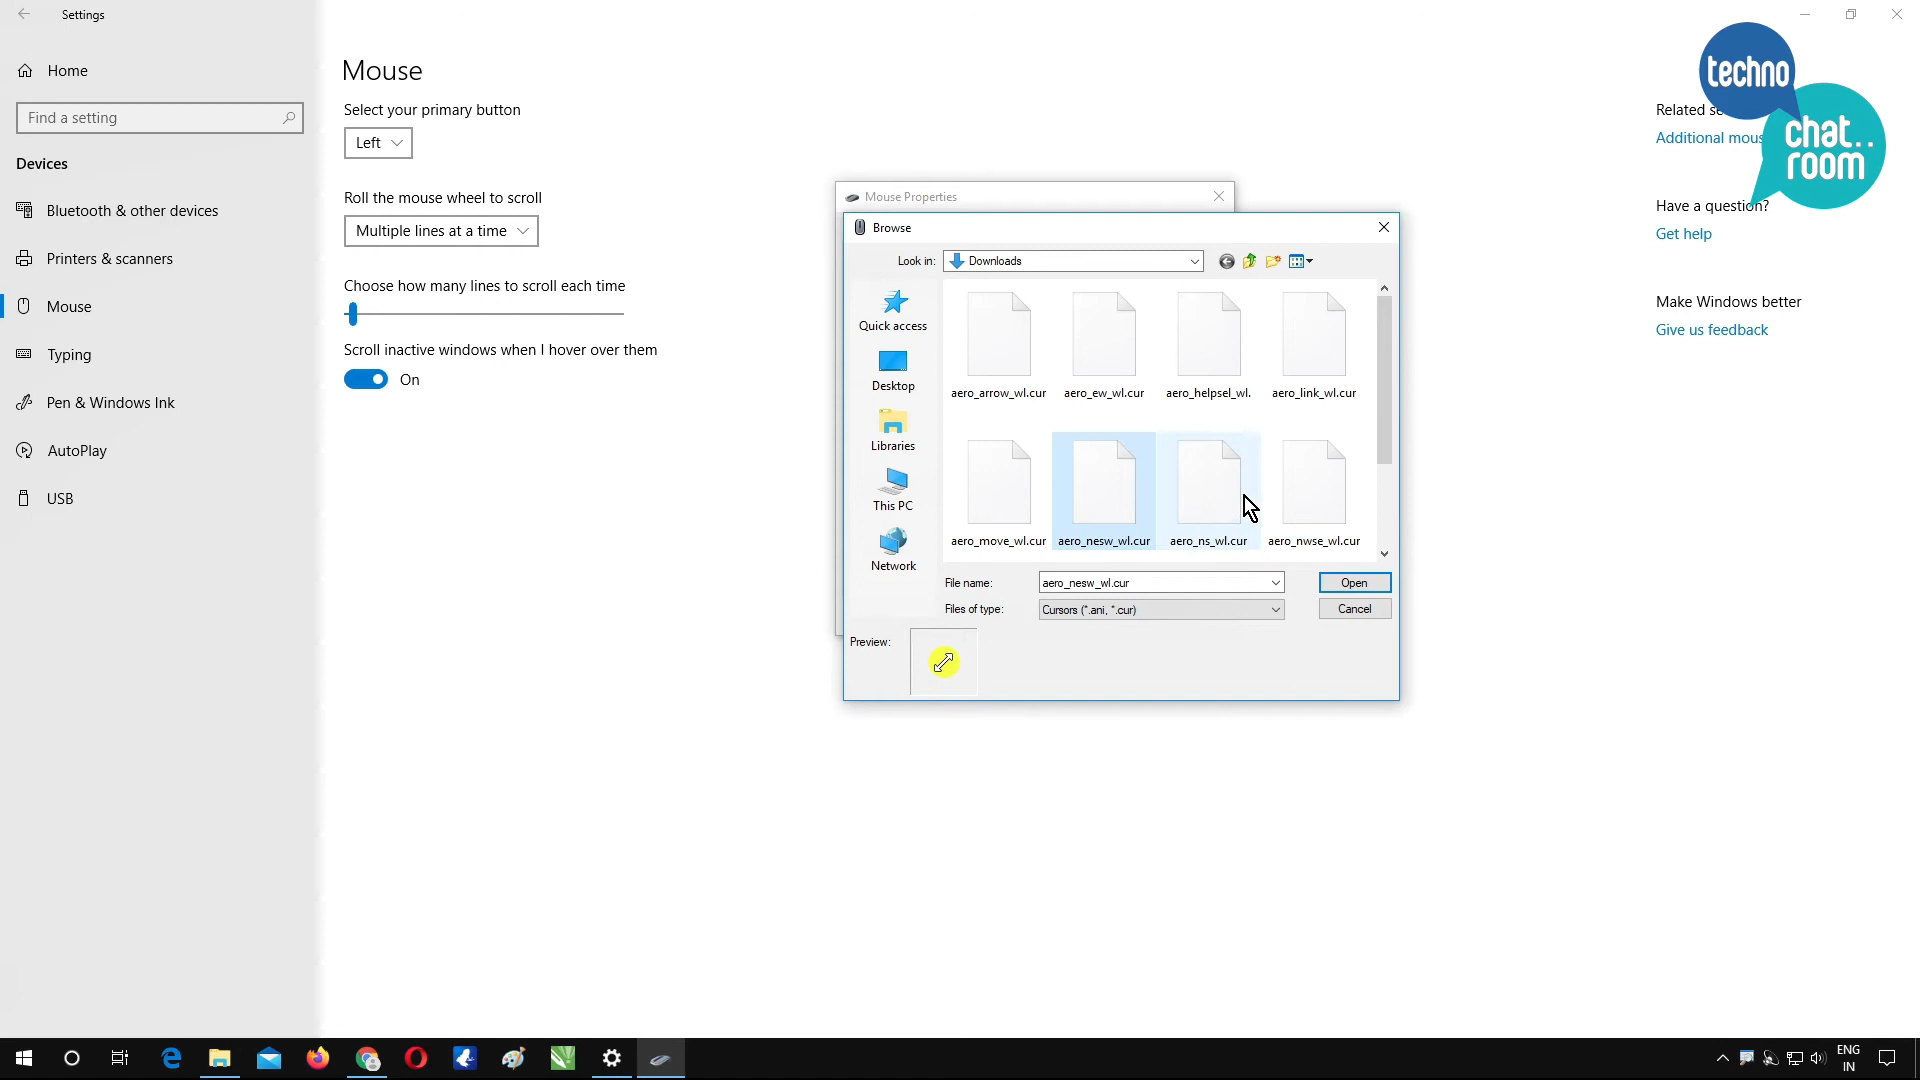 Settings
Home
Find a setting
Devices
Bluetooth & other devices
Printers & scanners
Mouse
Typing
Pen & Windows Ink
AutoPlay
USB
Mouse
Select your primary button
Left
Roll the mouse wheel to scroll
Multiple lines at a time
Choose how many lines to scroll each time
Scroll inactive windows when I hover over them
On
Mouse Properties
Browse
Look in:
Downloads
Quick access
Desktop
Libraries
This PC
Network
aero_arrow_wl.cur
aero_ew_wl.cur
aero_helpsel_wl.
aero_link_wl.cur
aero_move_wl.cur
aero_nesw_wl.cur
aero_ns_wl.cur
aero_nwse_wl.cur
File name:
aero_nesw_wl.cur
Open
Files of type:
Cursors (*.ani, *.cur)
Cancel
Preview:
techno
chat..
room
Related se
Additional mous
Have a question?
Get help
Make Windows better
Give us feedback
ENG
IN